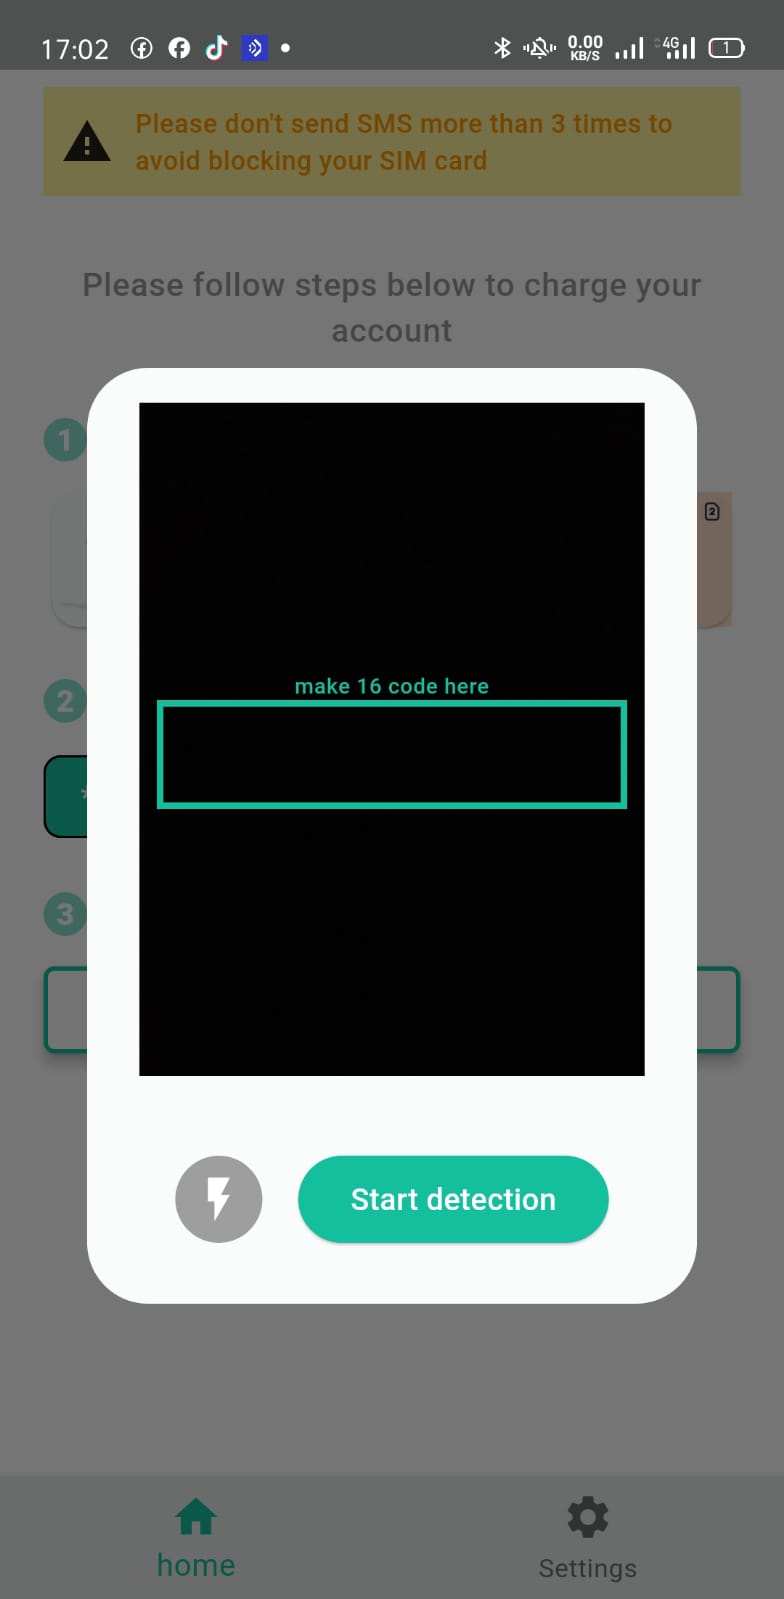 17:02
0.00
KB/S
4G
1
Please don't send SMS more than 3 times to
avoid blocking your SIM card
Please follow steps below to charge your
account
1
2
2
*
3
make 16 code here
Start detection
home
Settings